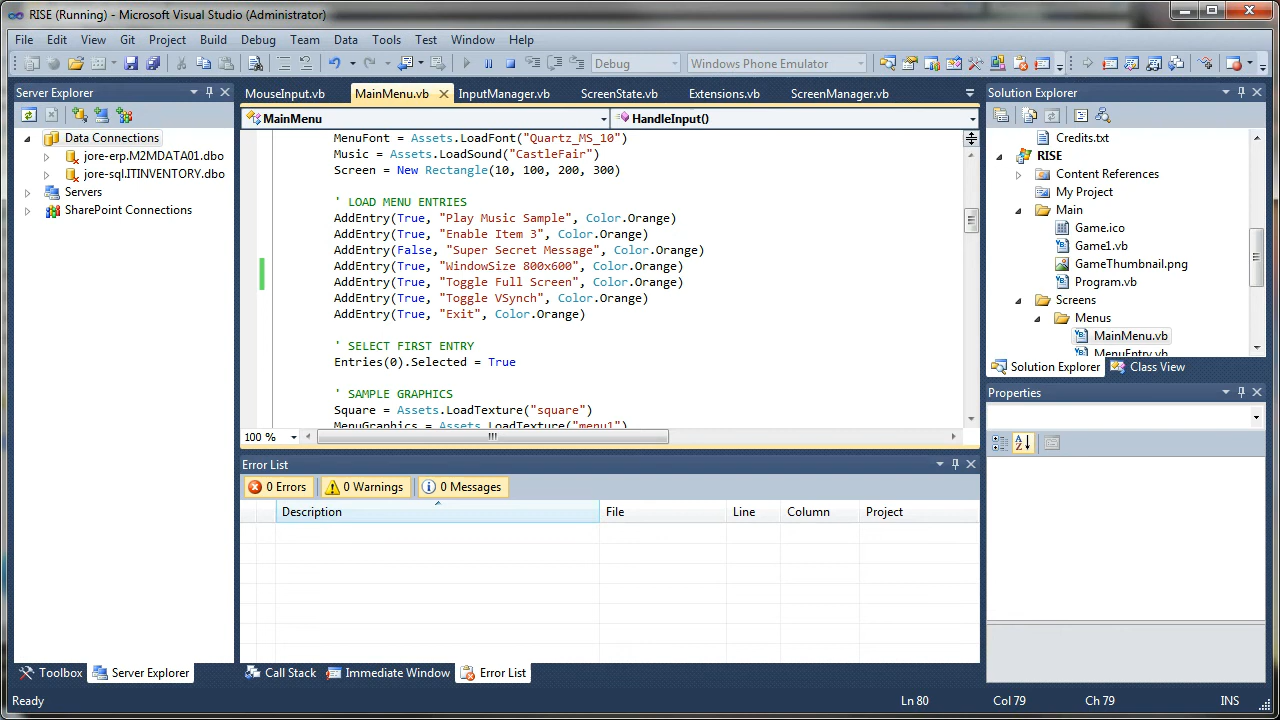 RISE (Running) - Microsoft Visual Studio (Administrator)
File Edit View Git Project Build Debug Team Data Tools Test Window Help
Debug Windows Phone Emulator
Server Explorer
Data Connections
jore-erp.M2MDATA01.dbo
jore-sql.ITINVENTORY.dbo
Servers
SharePoint Connections
MouseInput.vb MainMenu.vb InputManager.vb ScreenState.vb Extensions.vb ScreenManager.vb
MainMenu HandleInput()
MenuFont = Assets.LoadFont("Quartz_MS_10")
Music = Assets.LoadSound("CastleFair")
Screen = New Rectangle(10, 100, 200, 300)
' LOAD MENU ENTRIES
AddEntry(True, "Play Music Sample", Color.Orange)
AddEntry(True, "Enable Item 3", Color.Orange)
AddEntry(False, "Super Secret Message", Color.Orange)
AddEntry(True, "WindowSize 800x600", Color.Orange)
AddEntry(True, "Toggle Full Screen", Color.Orange)
AddEntry(True, "Toggle VSynch", Color.Orange)
AddEntry(True, "Exit", Color.Orange)
' SELECT FIRST ENTRY
Entries(0).Selected = True
' SAMPLE GRAPHICS
Square = Assets.LoadTexture("square")
MenuGraphics = Assets.LoadTexture("menu1")
100 %
Error List
0 Errors 0 Warnings 0 Messages
Description File Line Column Project
Solution Explorer
Credits.txt
RISE
Content References
My Project
Main
Game.ico
Game1.vb
GameThumbnail.png
Program.vb
Screens
Menus
MainMenu.vb
MenuEntry.vb
Solution Explorer Class View
Properties
Toolbox Server Explorer Call Stack Immediate Window Error List
Ready Ln 80 Col 79 Ch 79 INS